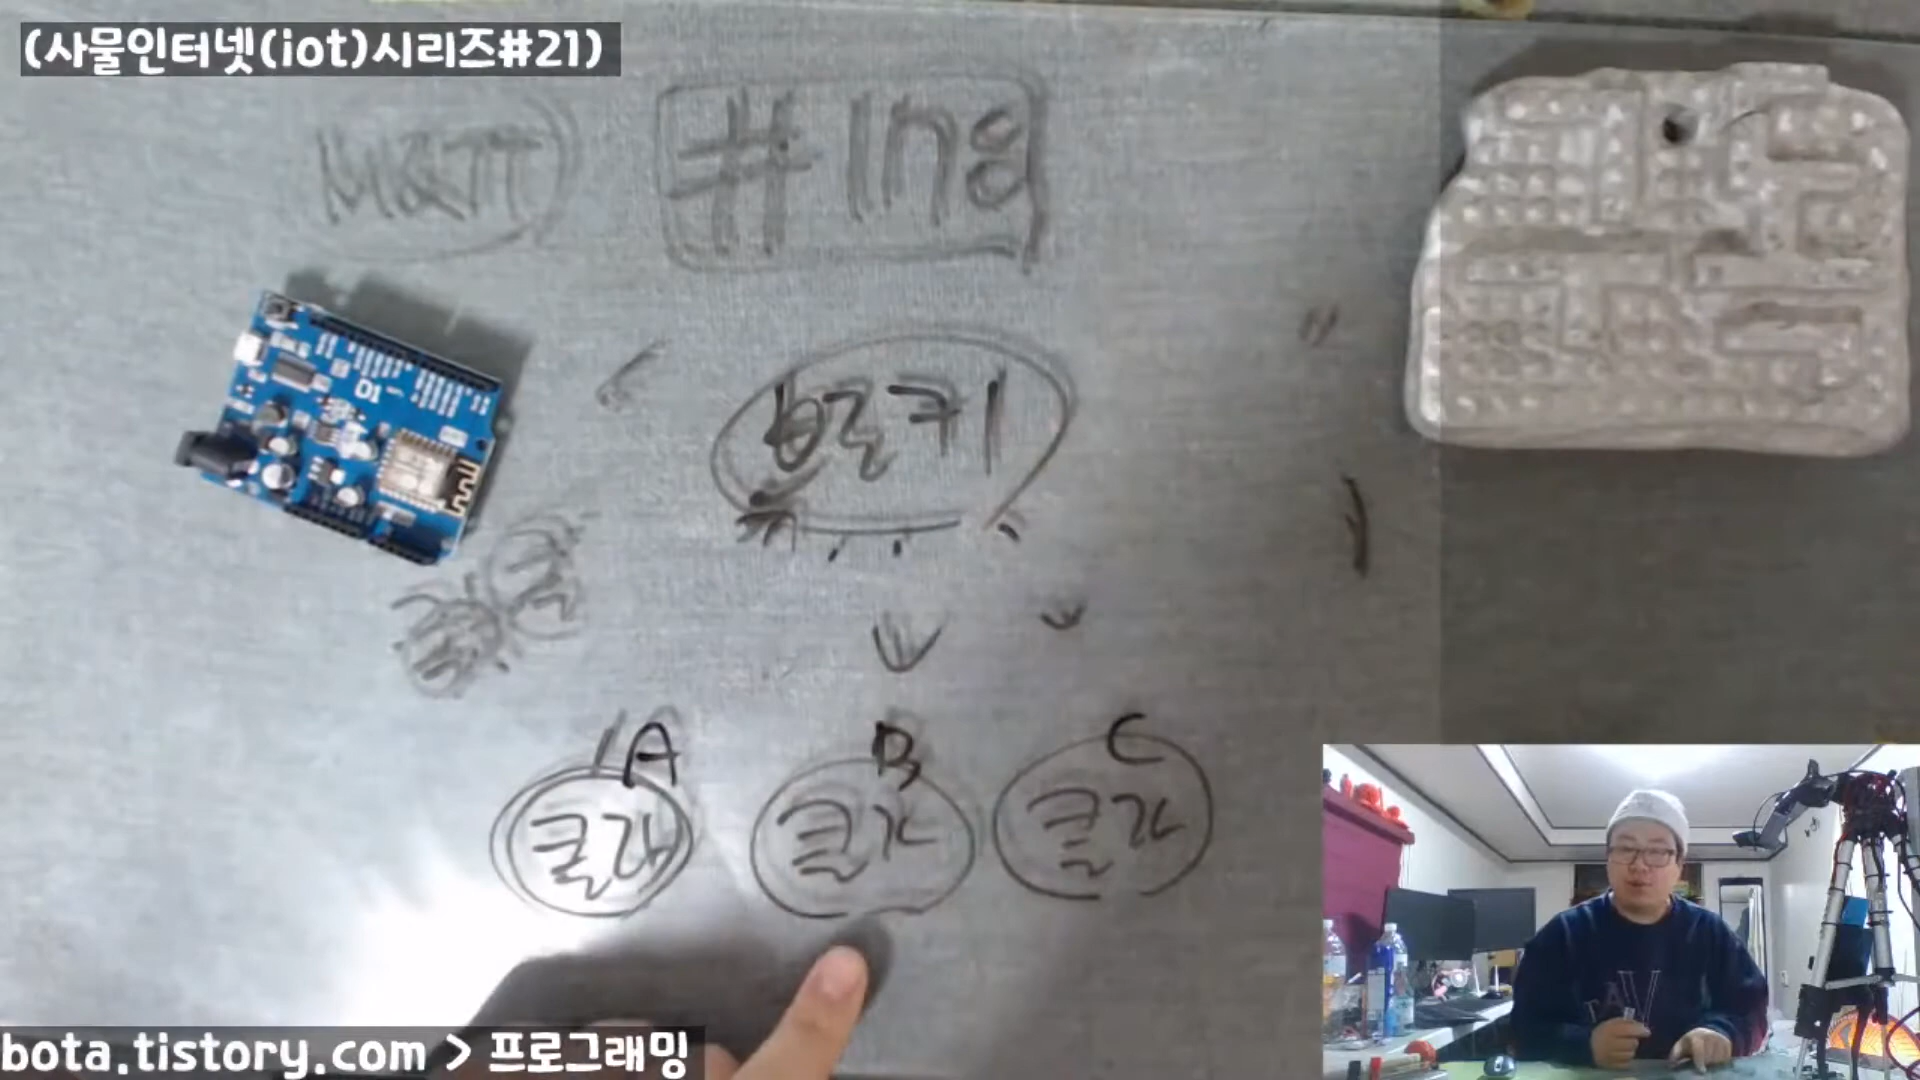 (사물인터넷(iot)시리즈#21)
MQTT
D1
브로커
A
B
C
클라
클라
클라
bota.tistory.com > 프로그래밍